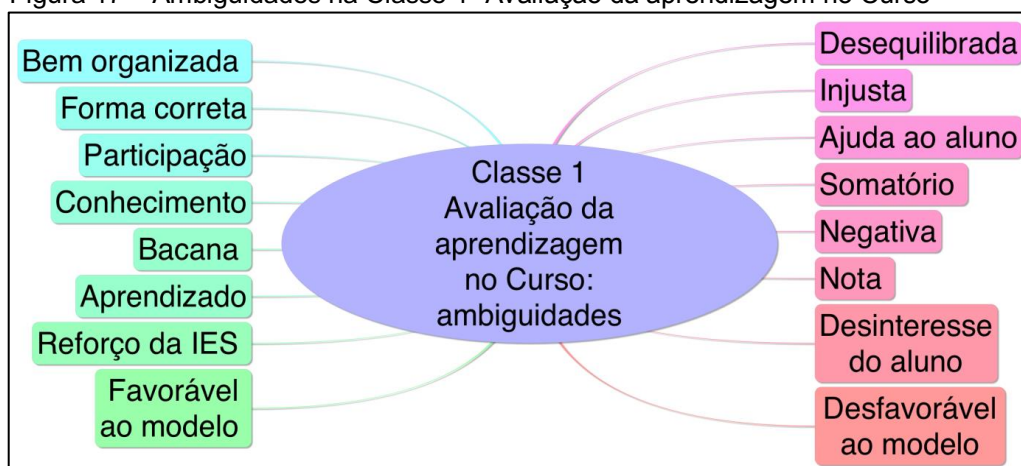 Figura 17 – Ambiguidades na Classe 1- Avaliação da aprendizagem no Curso
Bem organizada
Forma correta
Participação
Conhecimento
Bacana
Aprendizado
Reforço da IES
Favorável
ao modelo
Classe 1
Avaliação da
aprendizagem
no Curso:
ambiguidades
Desequilibrada
Injusta
Ajuda ao aluno
Somatório
Negativa
Nota
Desinteresse
do aluno
Desfavorável
ao modelo